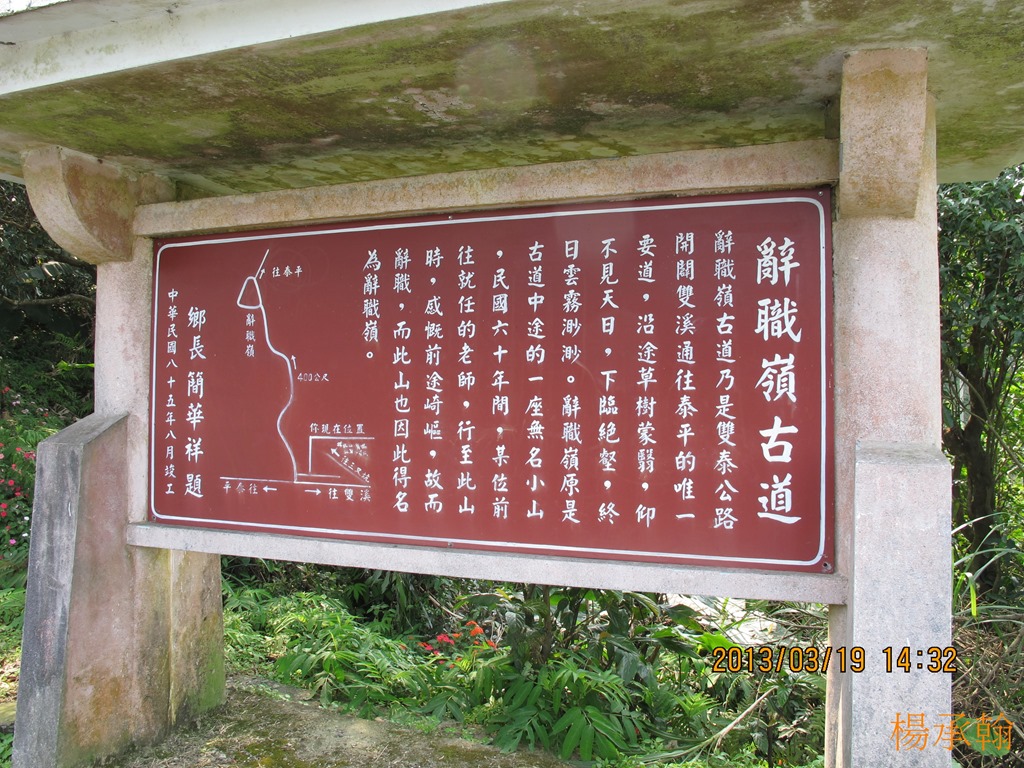 辭職嶺古道
辭職嶺古道乃是雙泰公路
開闢雙溪通往泰平的唯一
要道，沿途草樹蒙翳，仰
不見天日，下臨絕壑，終
日雲霧渺渺。辭職嶺原是
古道中途的一座無名小山
，民國六十年間，某位前
往就任的老師，行至此山
時，感慨前途崎嶇，故而
辭職，而此山也因此得名
為辭職嶺。
往泰平
辭職嶺
400公尺
你現在位置
平泰往←
→往雙溪
鄉長簡華祥題
中華民國八十五年八月竣工
2013/03/19 14:32
楊承翰